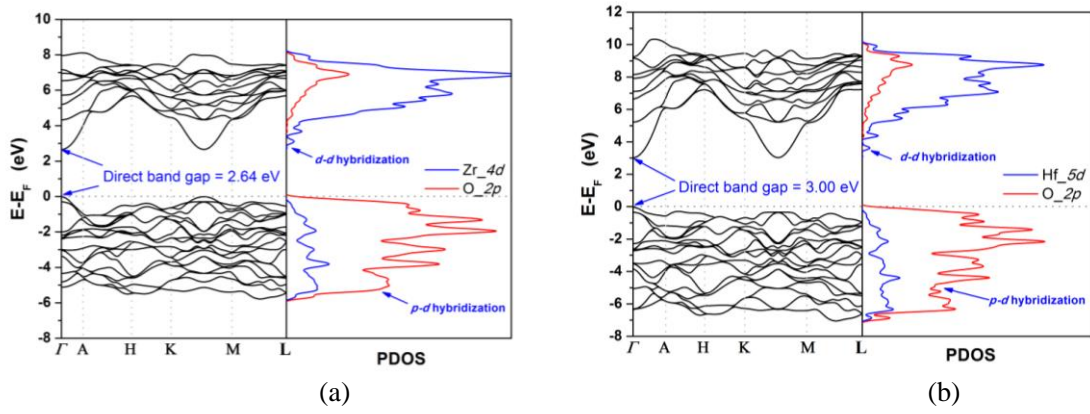 10
8
6
4
2
0
-2
-4
-6
-8
E-E_F (eV)
Direct band gap = 2.64 eV
d-d hybridization
Zr_4d
O_2p
p-d hybridization
Γ A H K M L
PDOS
(a)
12
10
8
6
4
2
0
-2
-4
-6
-8
E-E_F (eV)
Direct band gap = 3.00 eV
d-d hybridization
Hf_5d
O_2p
p-d hybridization
Γ A H K M L
PDOS
(b)